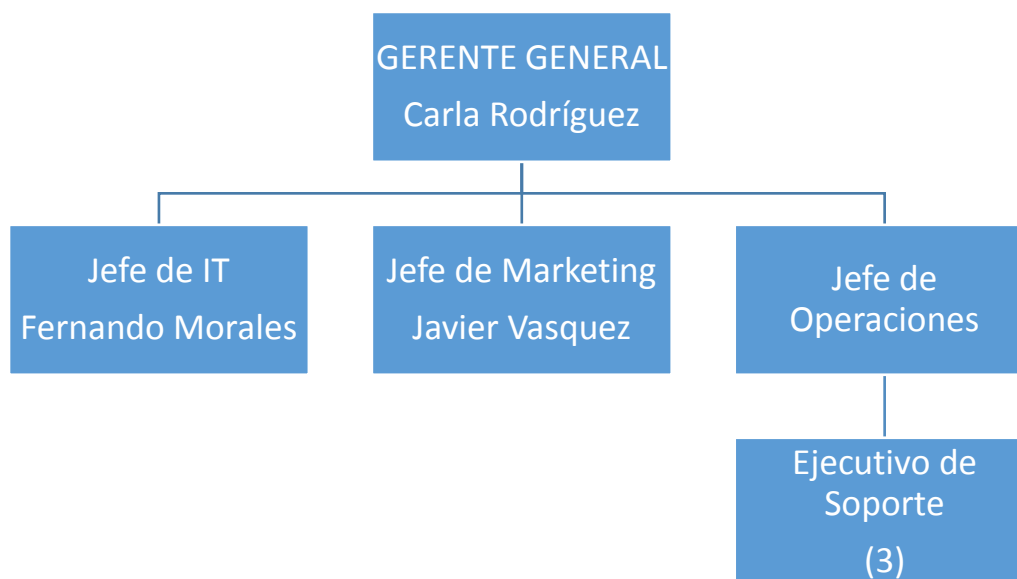 GERENTE GENERAL
Carla Rodríguez
Jefe de IT
Fernando Morales
Jefe de Marketing
Javier Vasquez
Jefe de
Operaciones
Ejecutivo de
Soporte
(3)